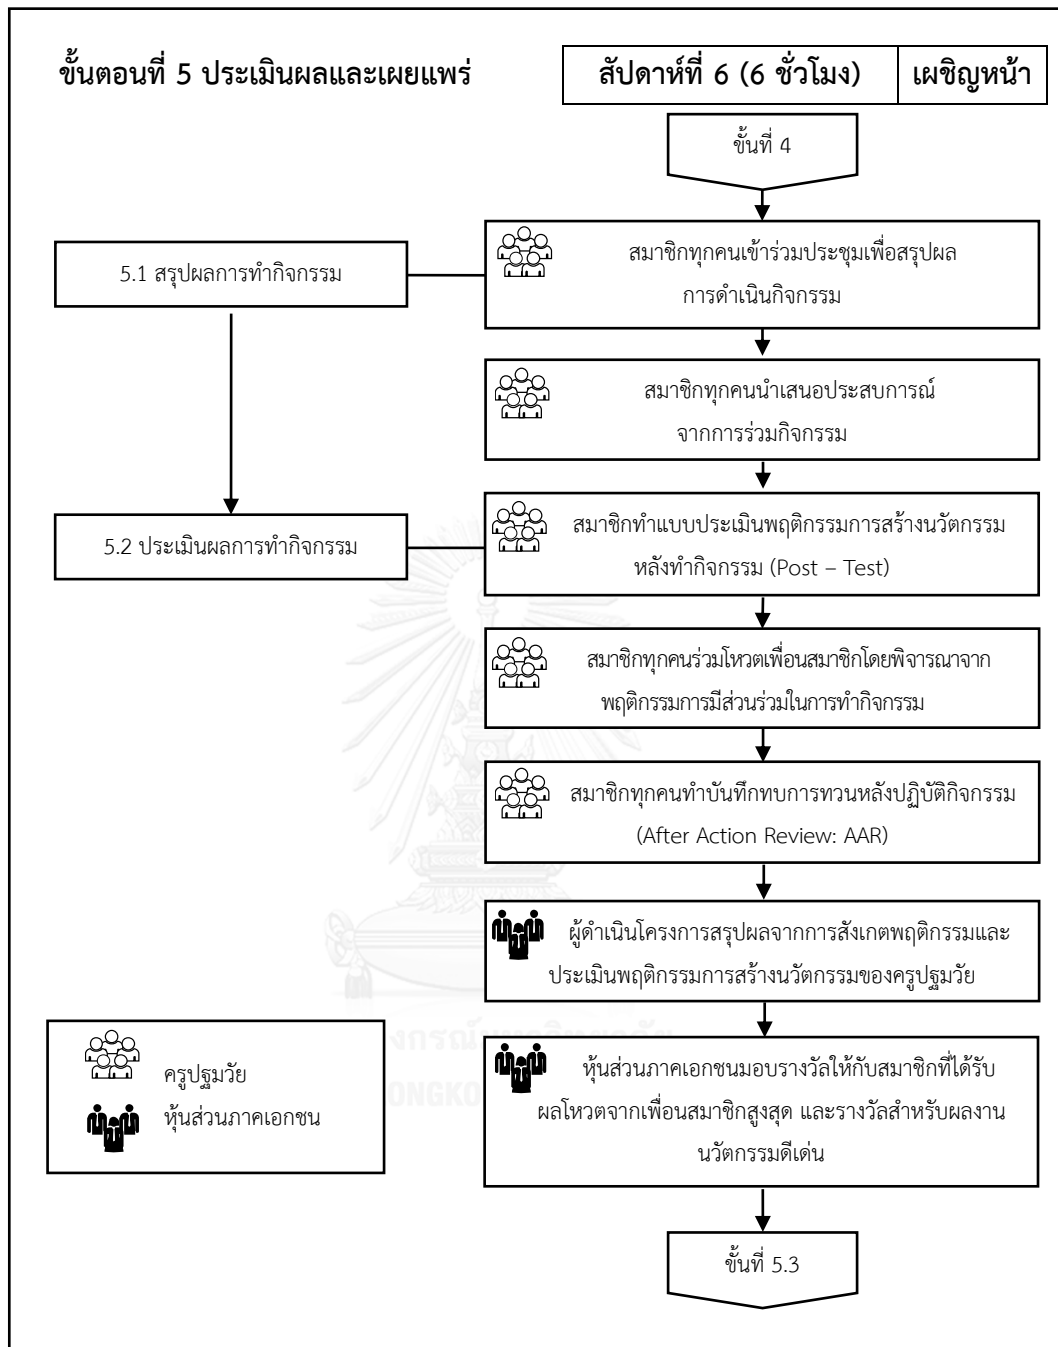 ขั้นตอนที่ 5 ประเมินผลและเผยแพร่
สัปดาห์ที่ 6 (6 ชั่วโมง)
เผชิญหน้า
ขั้นที่ 4
5.1 สรุปผลการทำกิจกรรม
สมาชิกทุกคนเข้าร่วมประชุมเพื่อสรุปผล
การดำเนินกิจกรรม
สมาชิกทุกคนนำเสนอประสบการณ์
จากการร่วมกิจกรรม
5.2 ประเมินผลการทำกิจกรรม
สมาชิกทำแบบประเมินพฤติกรรมการสร้างนวัตกรรม
หลังทำกิจกรรม (Post – Test)
สมาชิกทุกคนร่วมโหวตเพื่อนสมาชิกโดยพิจารณาจาก
พฤติกรรมการมีส่วนร่วมในการทำกิจกรรม
สมาชิกทุกคนทำบันทึกทบการทวนหลังปฏิบัติกิจกรรม
(After Action Review: AAR)
ผู้ดำเนินโครงการสรุปผลจากการสังเกตพฤติกรรมและ
ประเมินพฤติกรรมการสร้างนวัตกรรมของครูปฐมวัย
หุ้นส่วนภาคเอกชนมอบรางวัลให้กับสมาชิกที่ได้รับ
ผลโหวตจากเพื่อนสมาชิกสูงสุด และรางวัลสำหรับผลงาน
นวัตกรรมดีเด่น
ครูปฐมวัย
หุ้นส่วนภาคเอกชน
ขั้นที่ 5.3